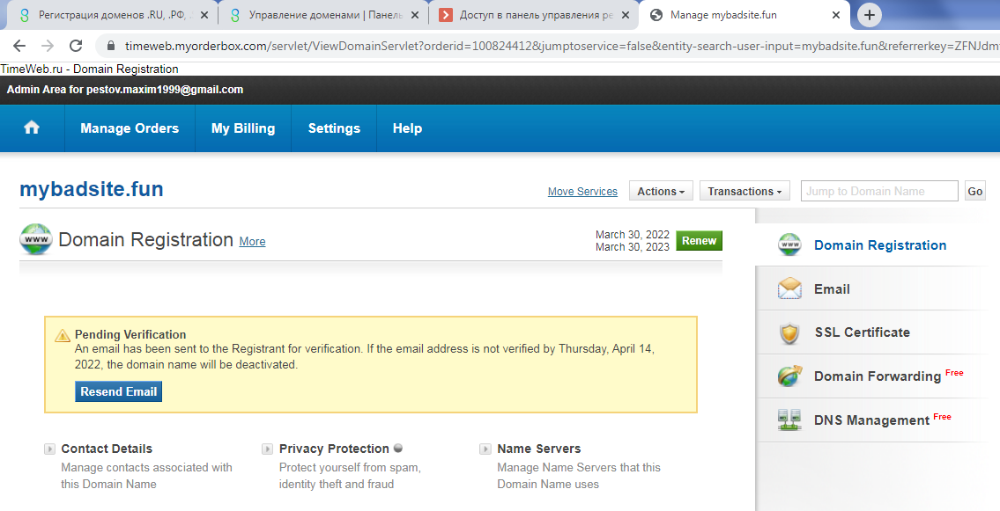 Регистрация доменов .RU, .РФ, .
Управление доменами | Панель
Доступ в панель управления ре
Manage mybadsite.fun
timeweb.myorderbox.com/servlet/ViewDomainServlet?orderid=100824412&jumptoservice=false&entity-search-user-input=mybadsite.fun&referrerkey=ZFNJdm
TimeWeb.ru - Domain Registration
Admin Area for pestov.maxim1999@gmail.com
Manage Orders My Billing Settings Help
mybadsite.fun
Move Services Actions Transactions Jump to Domain Name Go
Domain Registration More
March 30, 2022
March 30, 2023
Renew
Pending Verification
An email has been sent to the Registrant for verification. If the email address is not verified by Thursday, April 14,
2022, the domain name will be deactivated.
Resend Email
Contact Details
Manage contacts associated with
this Domain Name
Privacy Protection
Protect yourself from spam,
identity theft and fraud
Name Servers
Manage Name Servers that this
Domain Name uses
www
Domain Registration
Email
SSL Certificate
Domain Forwarding Free
DNS Management Free